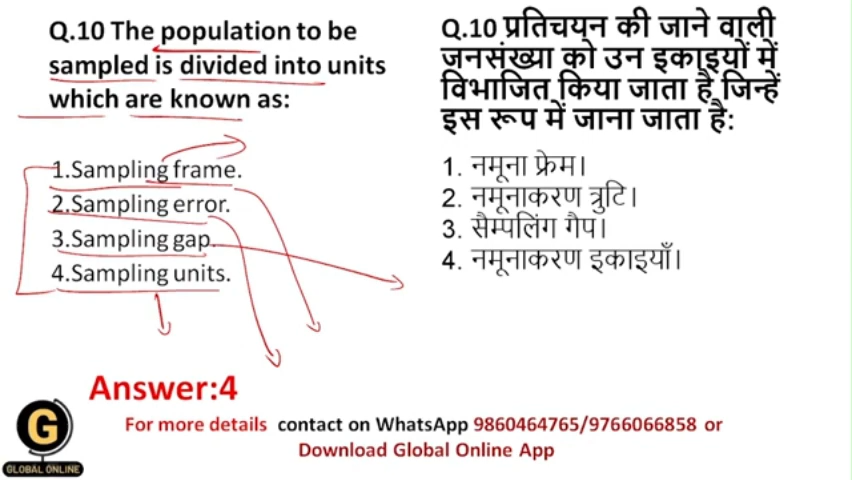 Q.10 The population to be
sampled is divided into units
which are known as:
1.Sampling frame.
2.Sampling error.
3.Sampling gap.
4.Sampling units.
Q.10 प्रतिचयन की जाने वाली
जनसंख्या को उन इकाइयों में
विभाजित किया जाता है जिन्हें
इस रूप में जाना जाता है:
1. नमूना फ्रेम।
2. नमूनाकरण त्रुटि।
3. सैम्पलिंग गैप।
4. नमूनाकरण इकाइयाँ।
Answer:4
For more details contact on WhatsApp 9860464765/9766066858 or
Download Global Online App
G
GLOBAL ONLINE